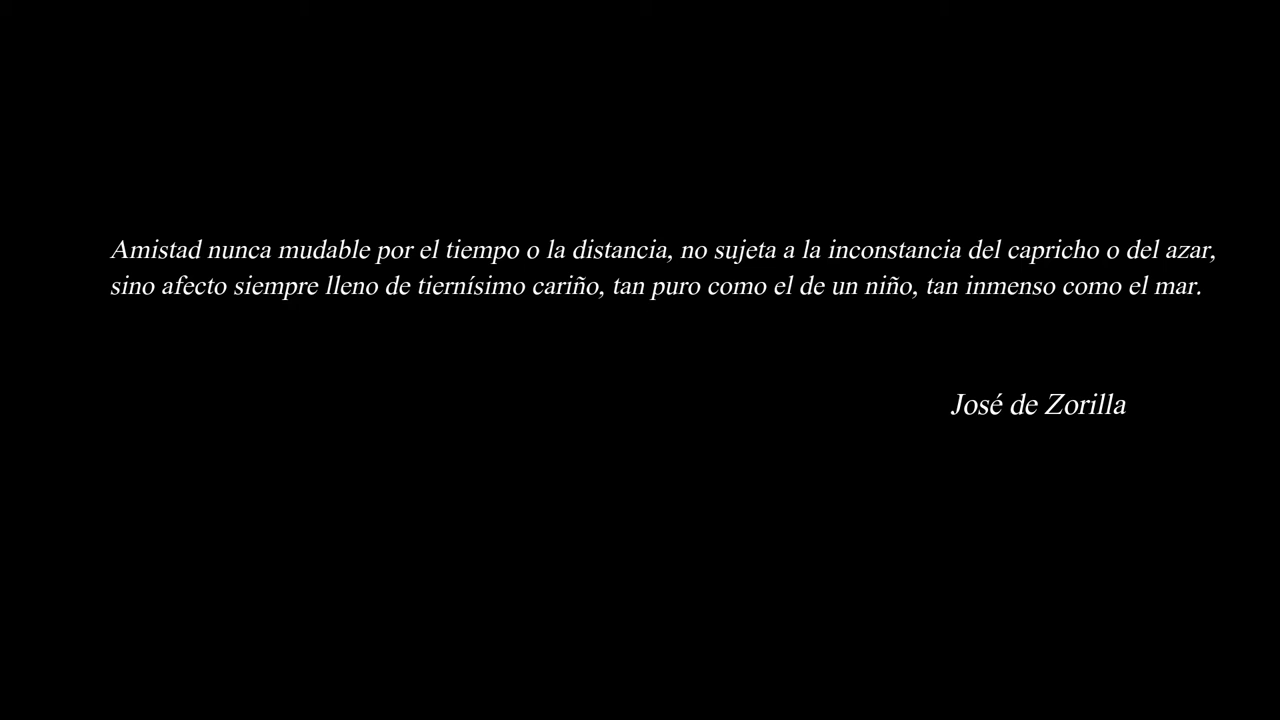 Amistad nunca mudable por el tiempo o la distancia, no sujeta a la inconstancia del capricho o del azar,
sino afecto siempre lleno de tiernísimo cariño, tan puro como el de un niño, tan inmenso como el mar.
José de Zorilla